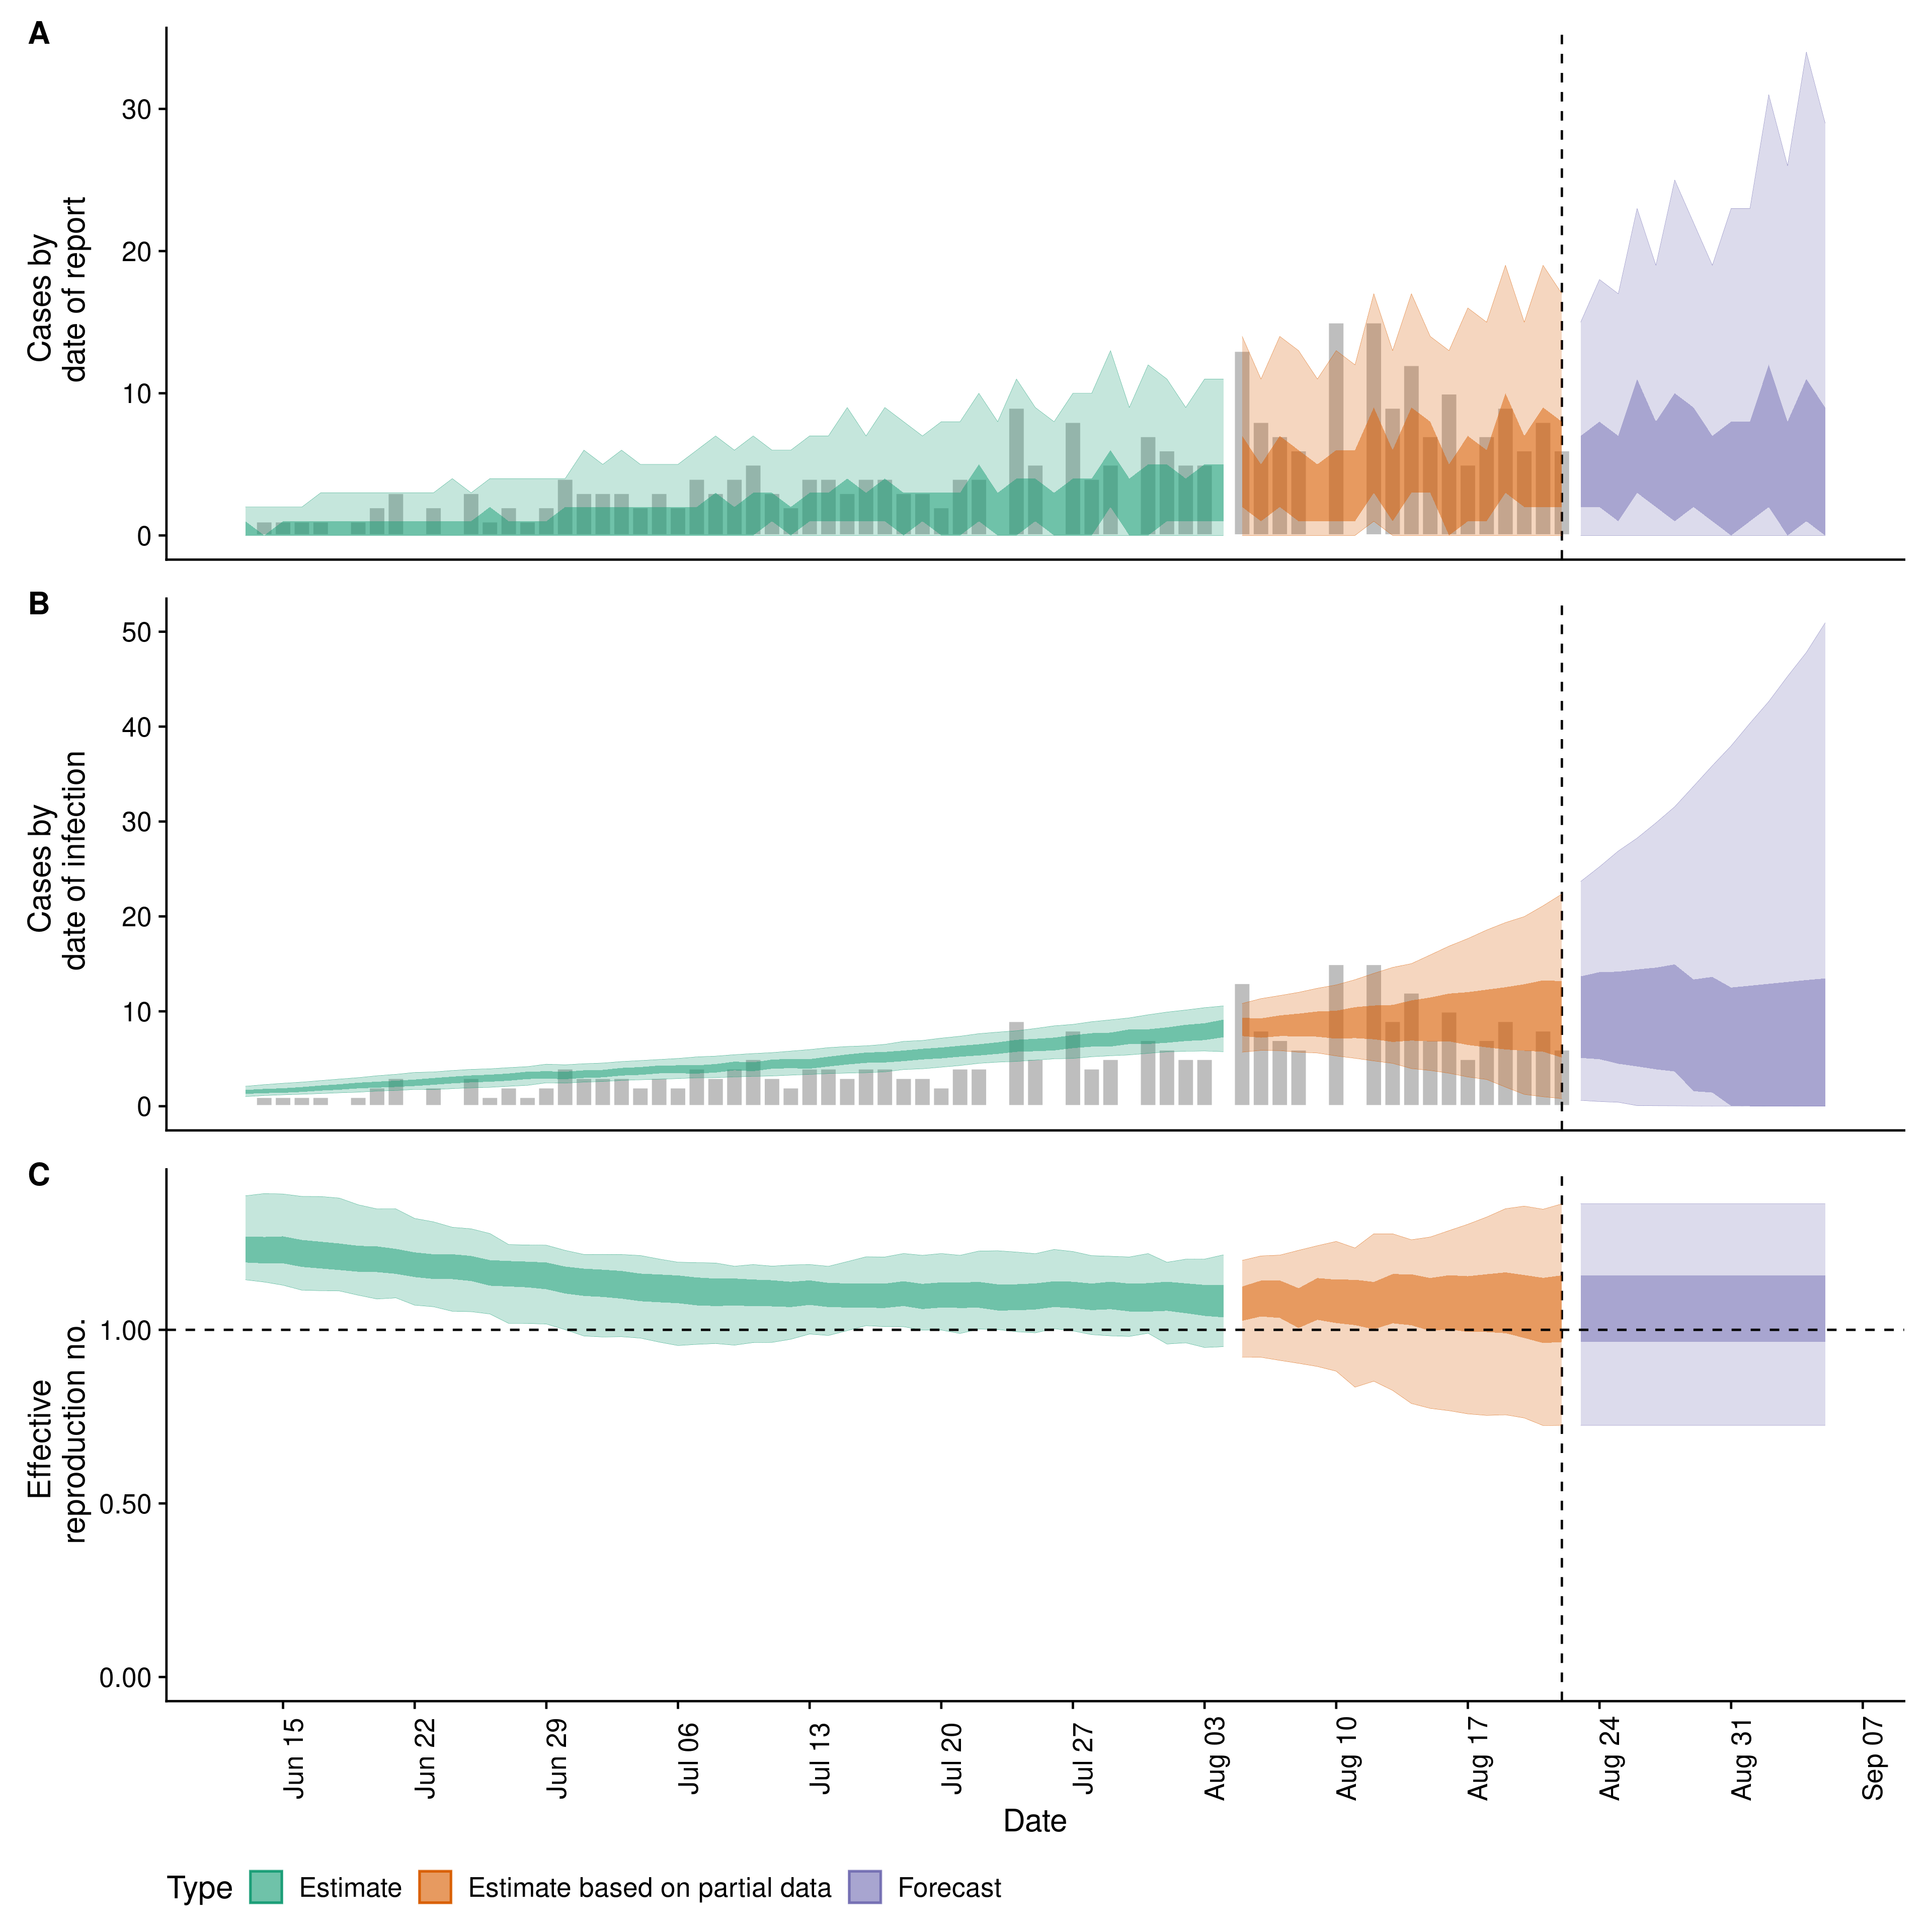 A
Cases by
date of report
30
20
10
0
B
Cases by
date of infection
50
40
30
20
10
0
C
Effective
reproduction no.
1.00
0.50
0.00
Jun 15
Jun 22
Jun 29
Jul 06
Jul 13
Jul 20
Jul 27
Aug 03
Aug 10
Aug 17
Aug 24
Aug 31
Sep 07
Date
Type Estimate Estimate based on partial data Forecast